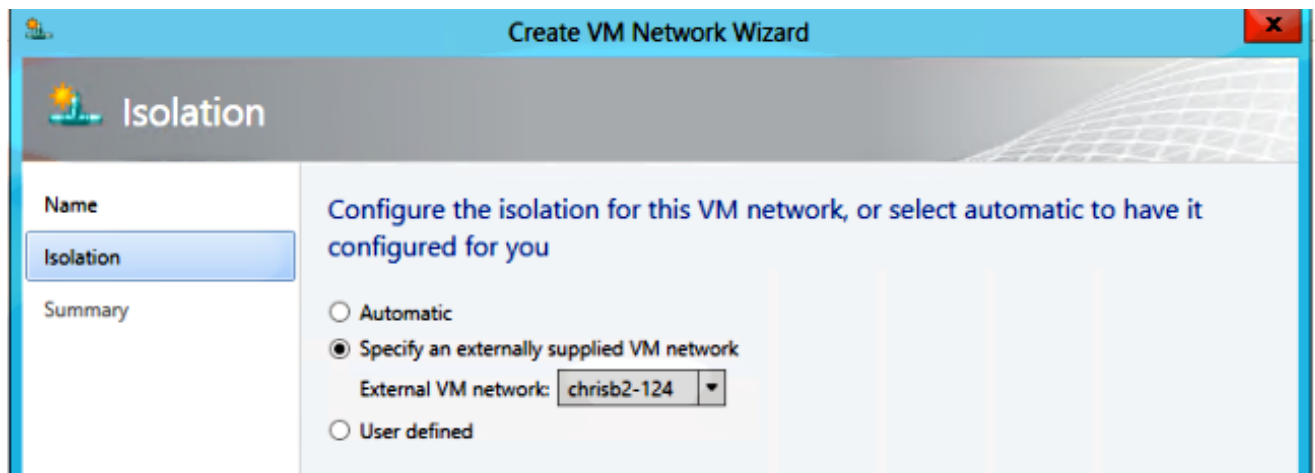 Create VM Network Wizard
x
Isolation
Name
Isolation
Summary
Configure the isolation for this VM network, or select automatic to have it
configured for you
Automatic
Specify an externally supplied VM network
External VM network: chrisb2-124
User defined